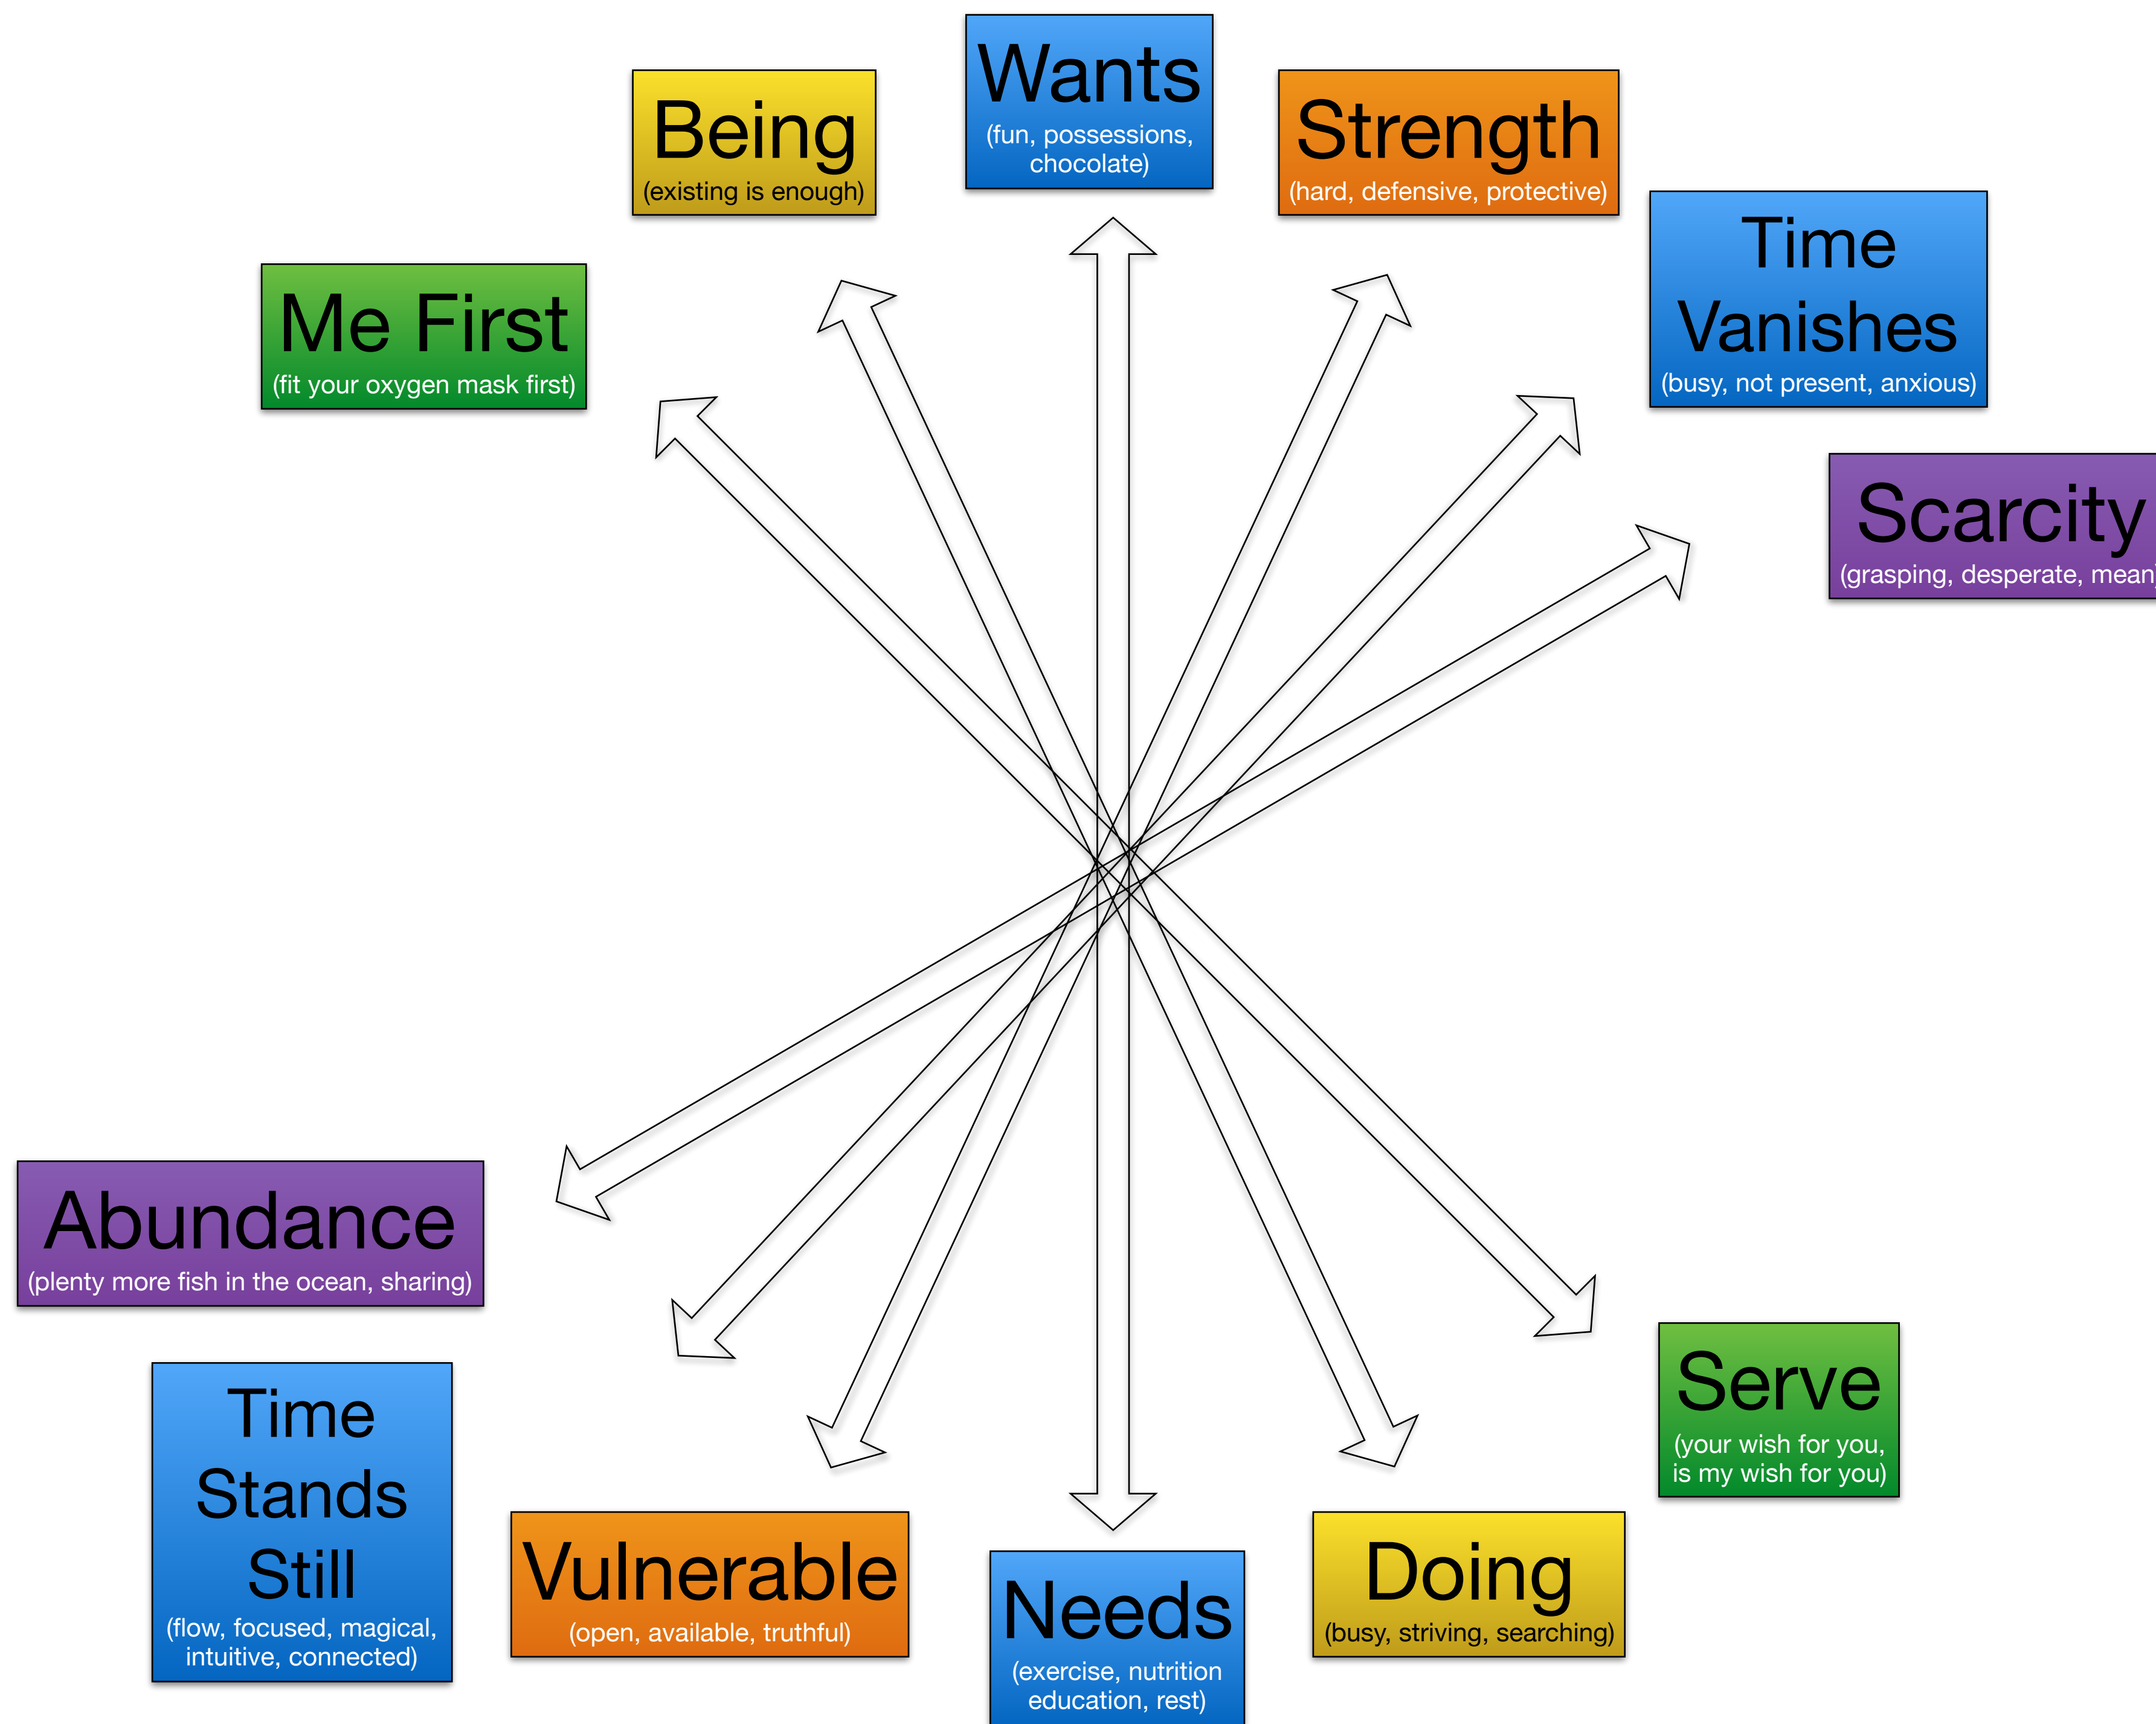 Wants
(fun, possessions,
chocolate)
Being
(existing is enough)
Strength
(hard, defensive, protective)
Time
Vanishes
(busy, not present, anxious)
Me First
(fit your oxygen mask first)
Scarcity
(grasping, desperate, mean)
Abundance
(plenty more fish in the ocean, sharing)
Serve
(your wish for you,
is my wish for you)
Time
Stands
Still
(flow, focused, magical,
intuitive, connected)
Vulnerable
(open, available, truthful)
Needs
(exercise, nutrition
education, rest)
Doing
(busy, striving, searching)